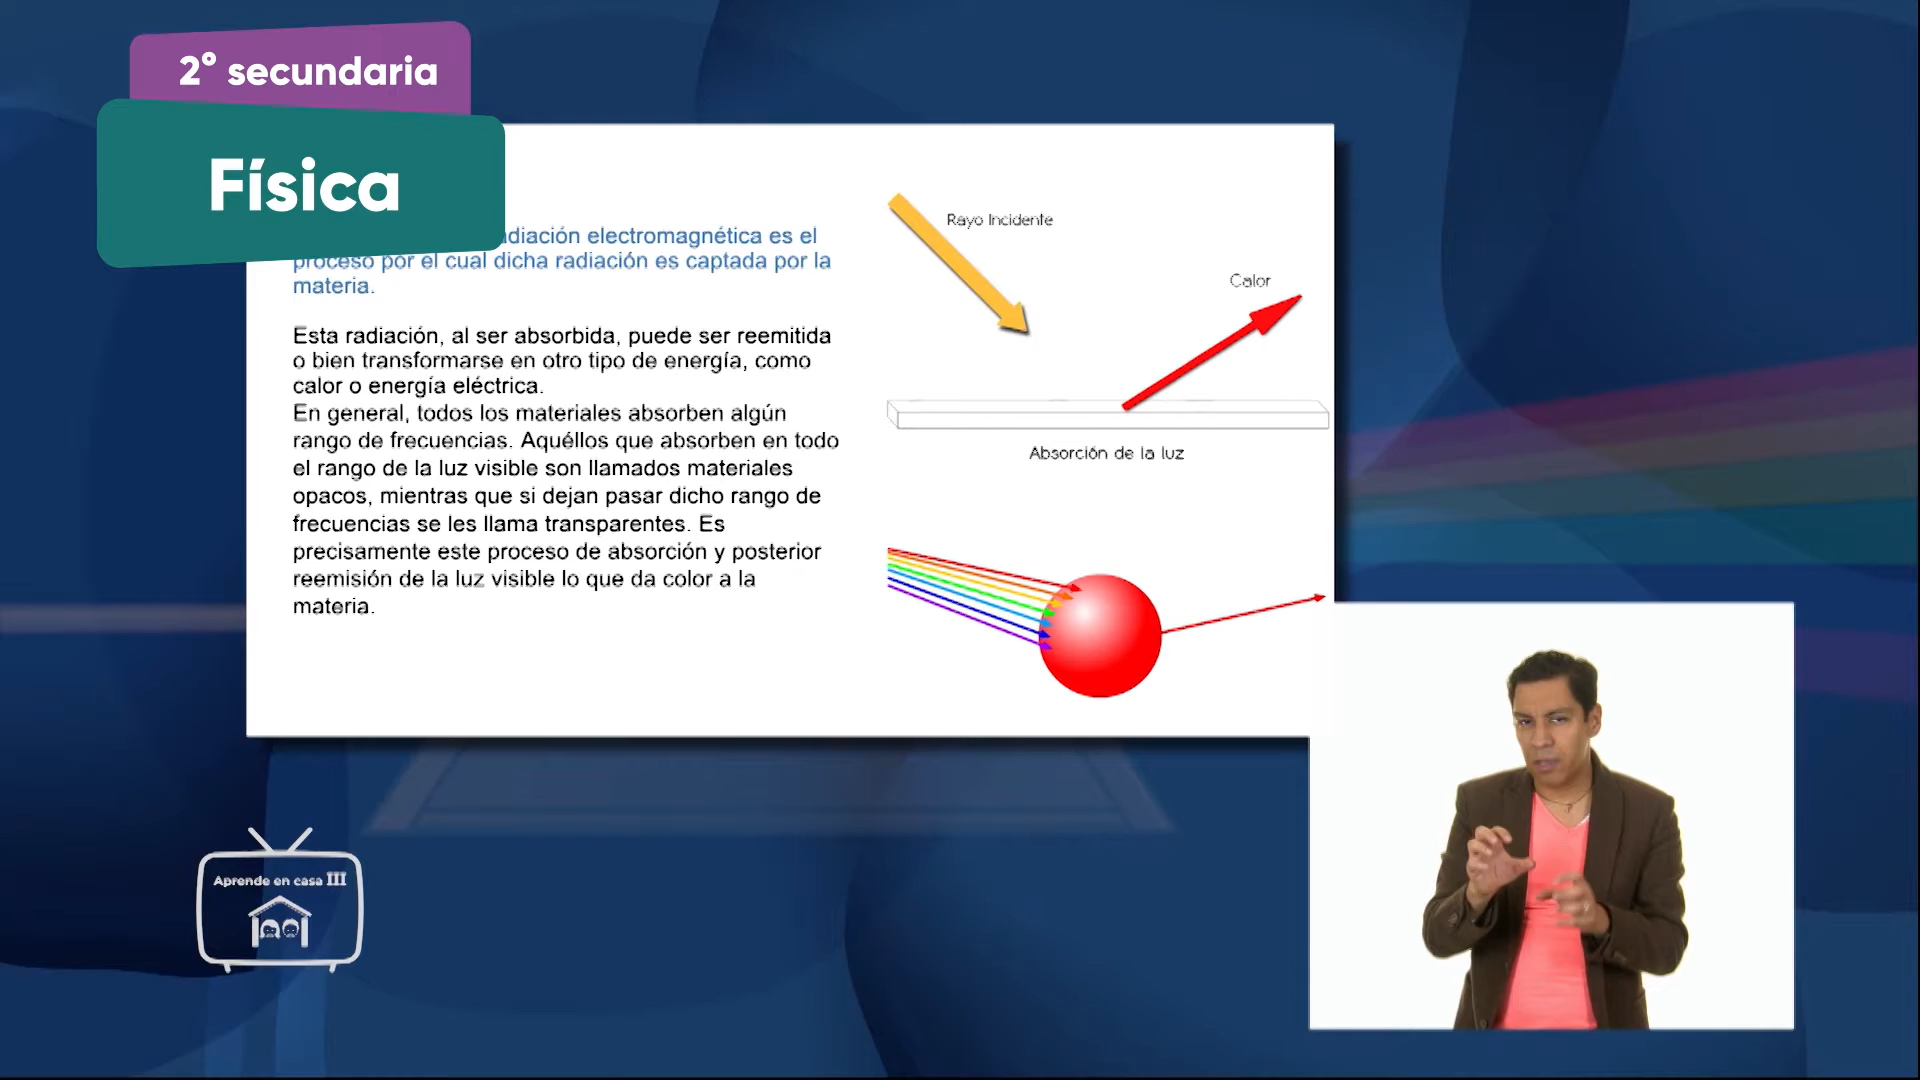 2° secundaria
Física
adiación electromagnética es el
proceso por el cual dicha radiación es captada por la
materia.
Esta radiación, al ser absorbida, puede ser reemitida
o bien transformarse en otro tipo de energía, como
calor o energía eléctrica.
En general, todos los materiales absorben algún
rango de frecuencias. Aquéllos que absorben en todo
el rango de la luz visible son llamados materiales
opacos, mientras que si dejan pasar dicho rango de
frecuencias se les llama transparentes. Es
precisamente este proceso de absorción y posterior
reemisión de la luz visible lo que da color a la
materia.
Rayo Incidente
Calor
Absorción de la luz
Aprende en casa III